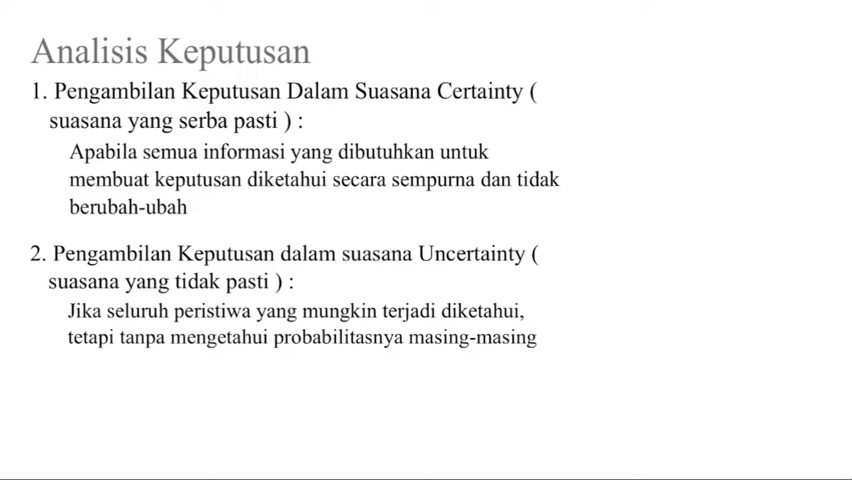 Analisis Keputusan
1. Pengambilan Keputusan Dalam Suasana Certainty (
suasana yang serba pasti ) :
Apabila semua informasi yang dibutuhkan untuk
membuat keputusan diketahui secara sempurna dan tidak
berubah-ubah
2. Pengambilan Keputusan dalam suasana Uncertainty (
suasana yang tidak pasti ) :
Jika seluruh peristiwa yang mungkin terjadi diketahui,
tetapi tanpa mengetahui probabilitasnya masing-masing